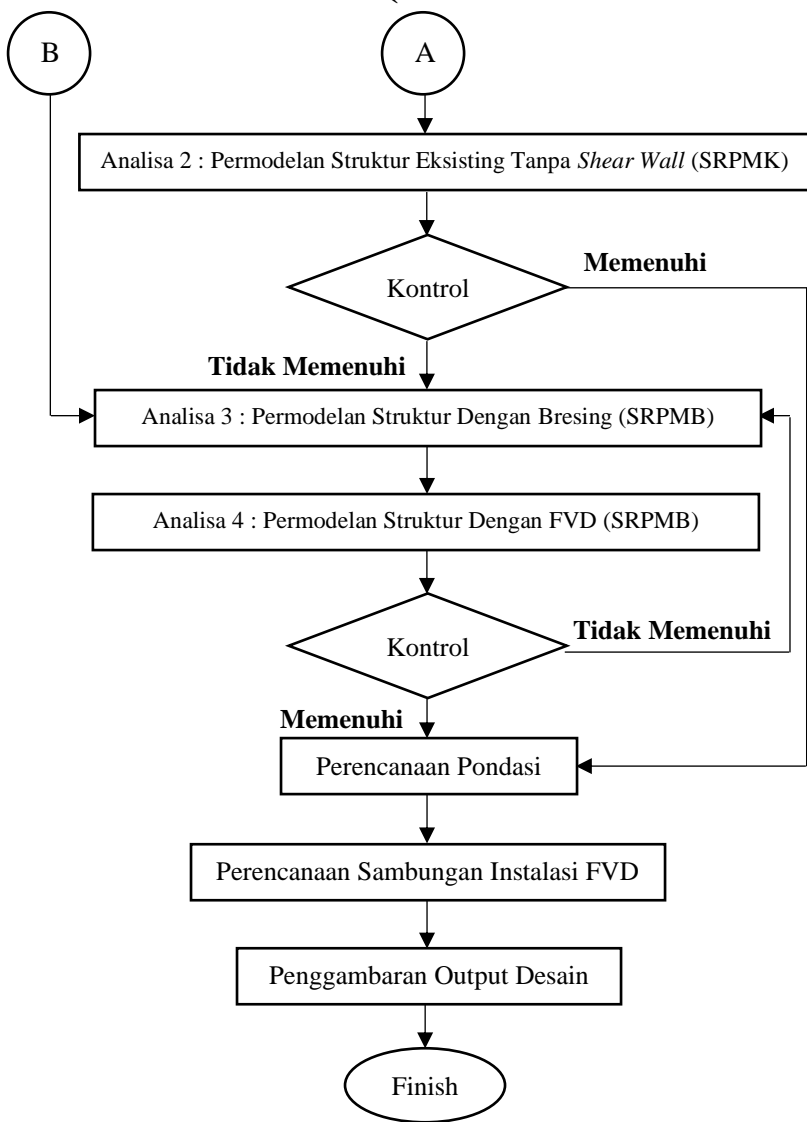 B
A
Analisa 2 : Permodelan Struktur Eksisting Tanpa Shear Wall (SRPMK)
Memenuhi
Kontrol
Tidak Memenuhi
Analisa 3 : Permodelan Struktur Dengan Bresing (SRPMB)
Analisa 4 : Permodelan Struktur Dengan FVD (SRPMB)
Tidak Memenuhi
Kontrol
Memenuhi
Perencanaan Pondasi
Perencanaan Sambungan Instalasi FVD
Penggambaran Output Desain
Finish